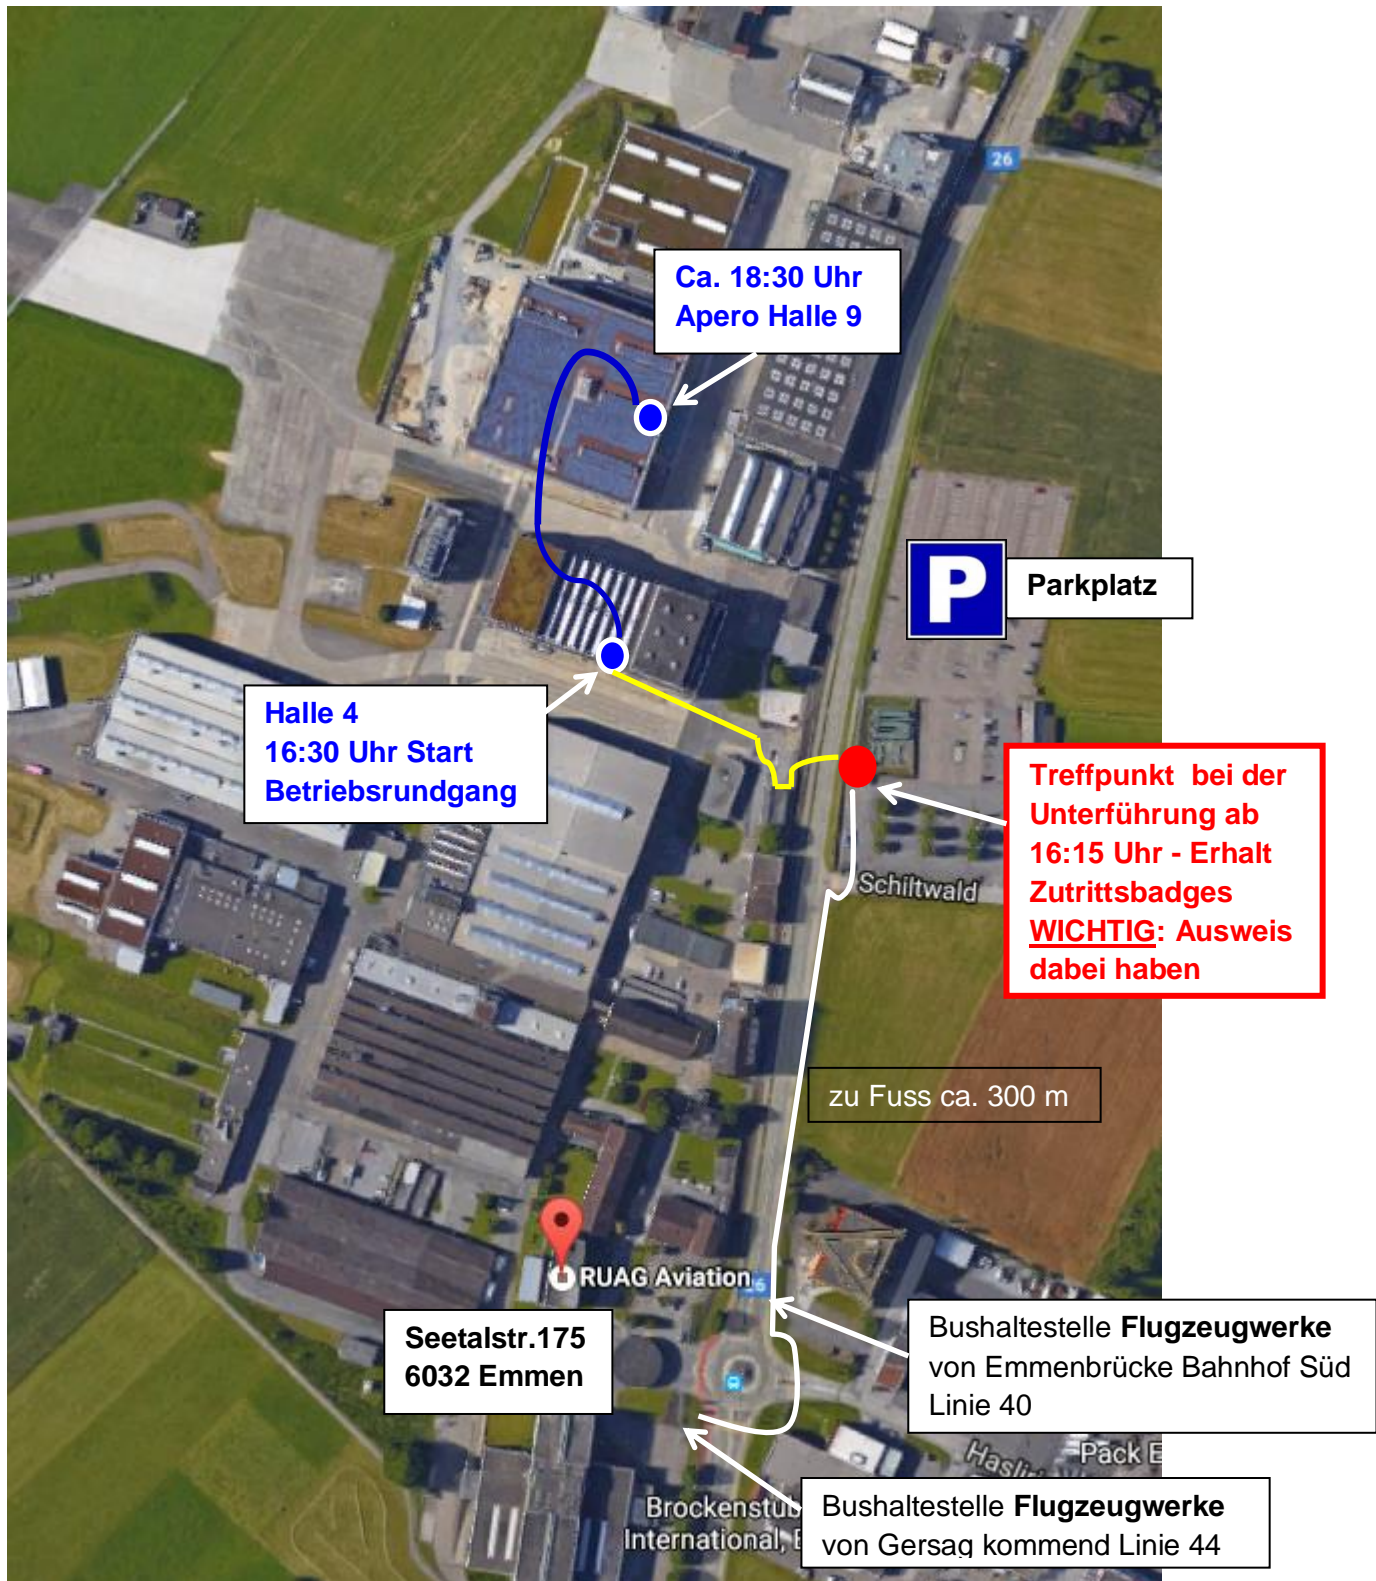 26
Ca. 18:30 Uhr
Apero Halle 9
P
Parkplatz
Halle 4
16:30 Uhr Start
Betriebsrundgang
Treffpunkt bei der
Unterführung ab
16:15 Uhr - Erhalt
Zutrittsbadges
WICHTIG: Ausweis
dabei haben
Schiltwald
zu Fuss ca. 300 m
RUAG Aviation
26
Seetalstr.175
6032 Emmen
Bushaltestelle Flugzeugwerke
von Emmenbrücke Bahnhof Süd
Linie 40
Pack E
Brockenstub
International,
Bushaltestelle Flugzeugwerke
von Gersag kommend Linie 44